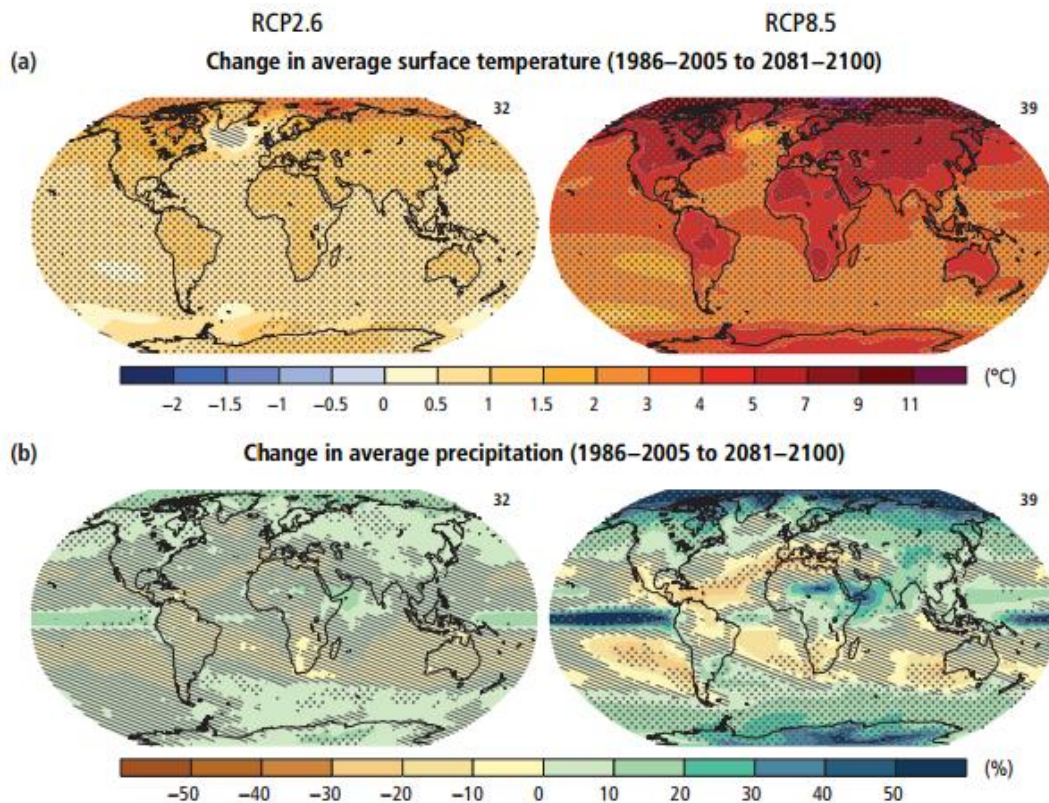 RCP2.6 RCP8.5
(a) Change in average surface temperature (1986–2005 to 2081–2100)
32 39
(°C)
−2 −1.5 −1 −0.5 0 0.5 1 1.5 2 3 4 5 7 9 11
(b) Change in average precipitation (1986–2005 to 2081–2100)
32 39
(%)
−50 −40 −30 −20 −10 0 10 20 30 40 50